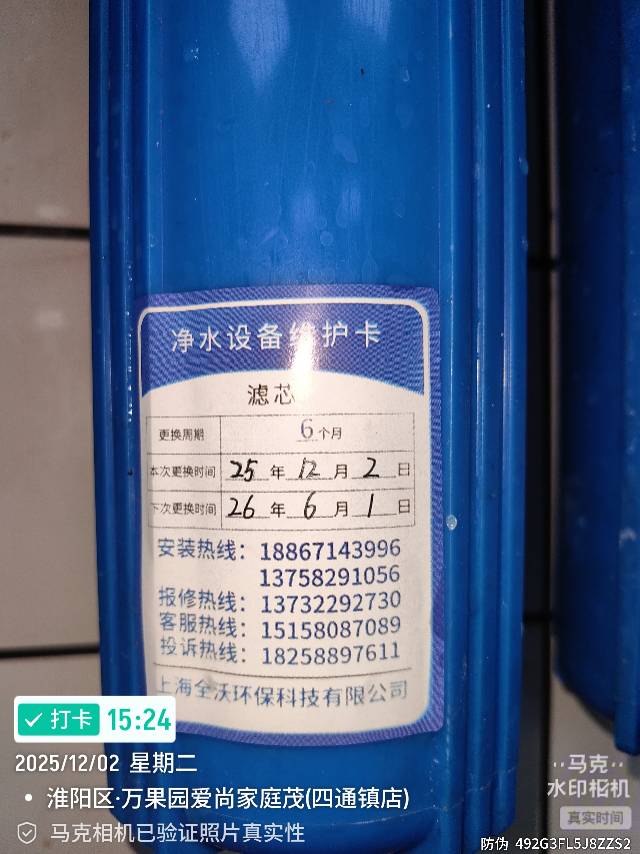 净水设备维护卡
滤芯
更换周期 6个月
本次更换时间 25年12月2日
下次更换时间 26年6月1日
安装热线：18867143996
13758291056
报修热线：13732292730
客服热线：15158087089
投诉热线：18258897611
上海全沃环保科技有限公司
打卡 15:24
2025/12/02 星期二
淮阳区·万果园爱尚家庭茂(四通镇店)
马克相机已验证照片真实性
马克
水印相机
真实时间
防伪 492G3FL5J8ZZS2